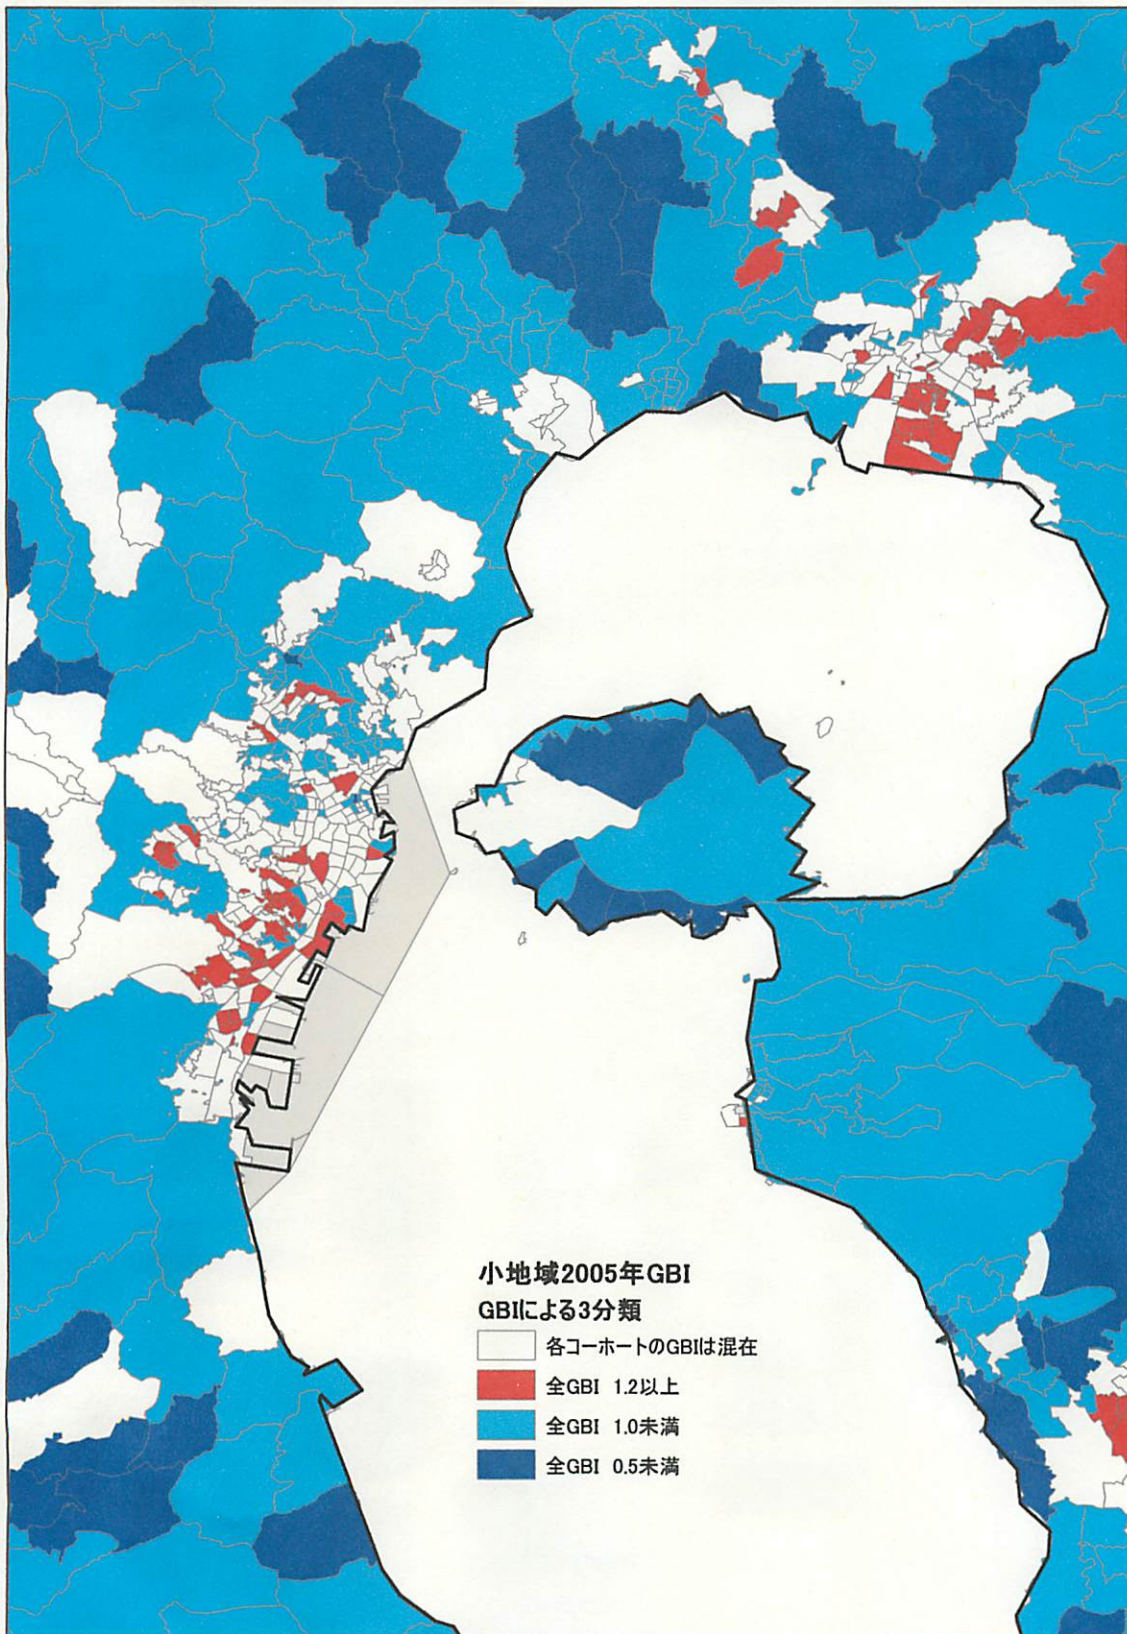 小地域2005年GBI
GBIによる3分類
各コーホートのGBIは混在
全GBI 1.2以上
全GBI 1.0未満
全GBI 0.5未満